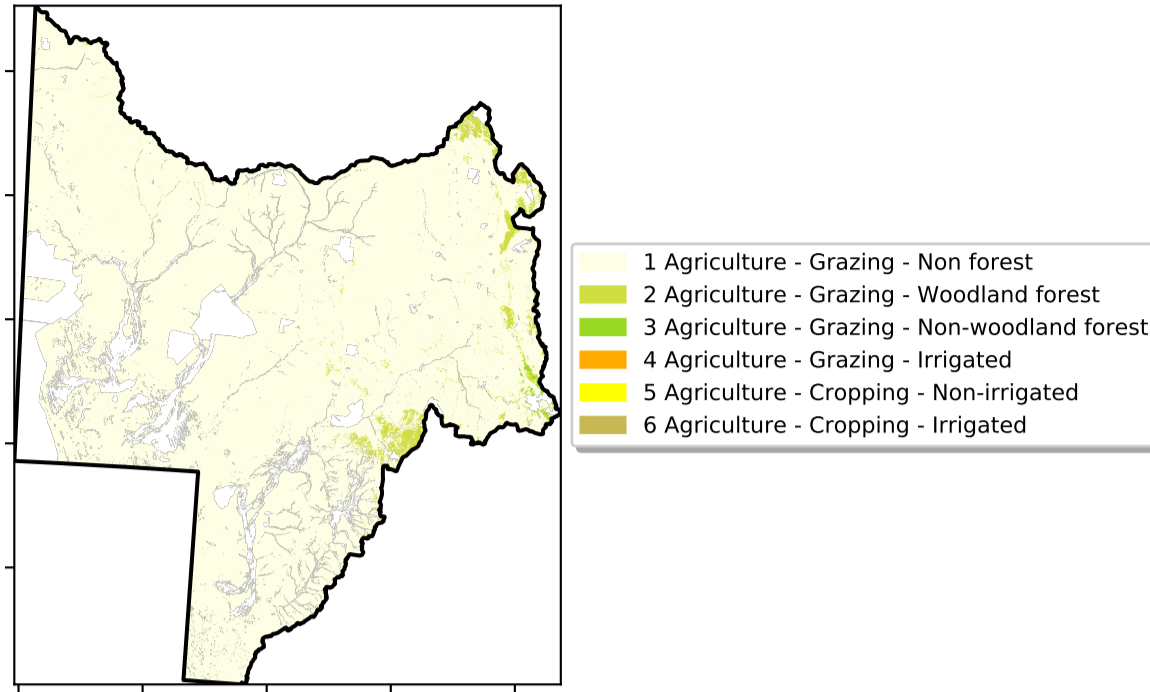 1 Agriculture - Grazing - Non forest
2 Agriculture - Grazing - Woodland forest
3 Agriculture - Grazing - Non-woodland forest
4 Agriculture - Grazing - Irrigated
5 Agriculture - Cropping - Non-irrigated
6 Agriculture - Cropping - Irrigated